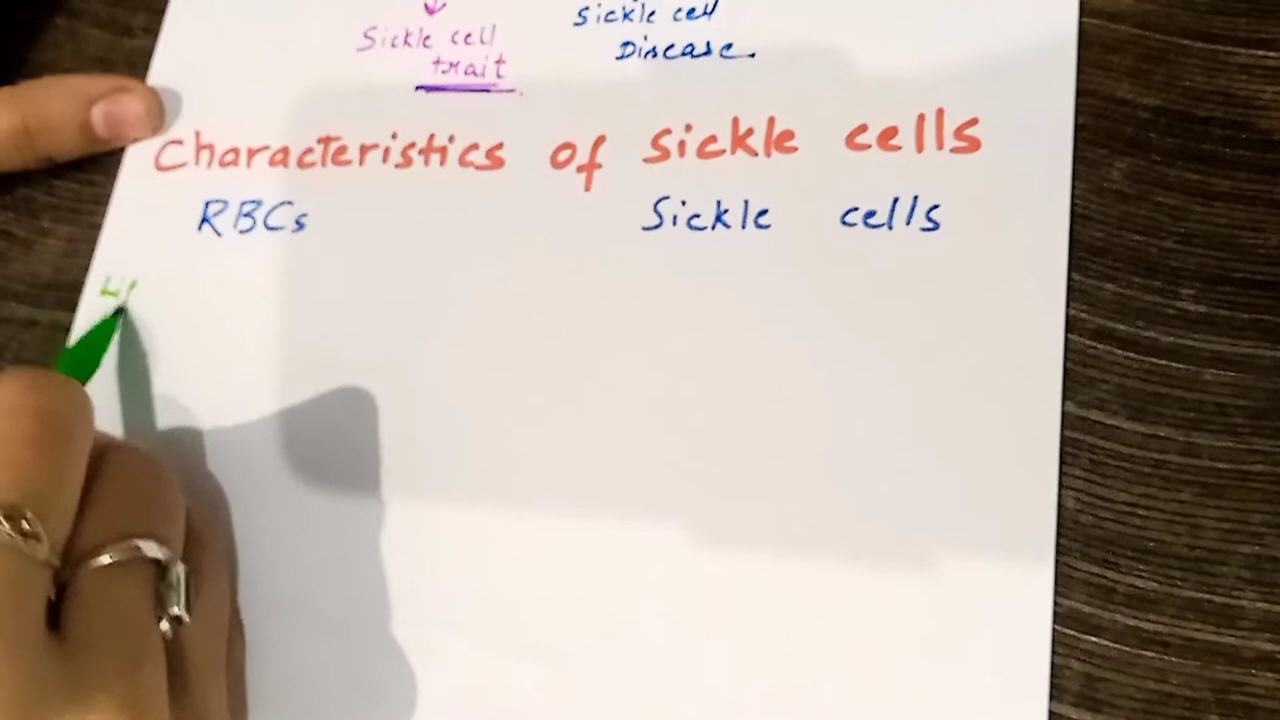 Sickle cell
Disease
Sickle cell
trait
Characteristics of sickle cells
RBCs Sickle cells